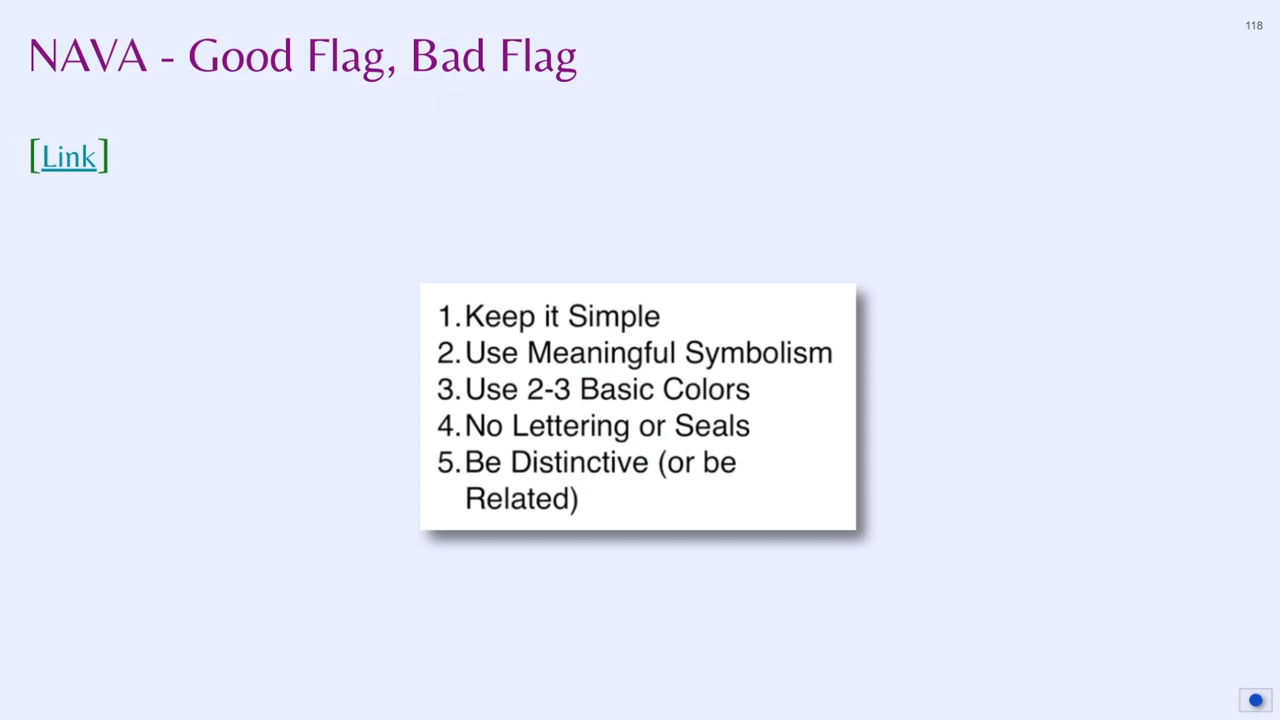 118
NAVA - Good Flag, Bad Flag
[Link]
1. Keep it Simple
2. Use Meaningful Symbolism
3. Use 2-3 Basic Colors
4. No Lettering or Seals
5. Be Distinctive (or be
Related)